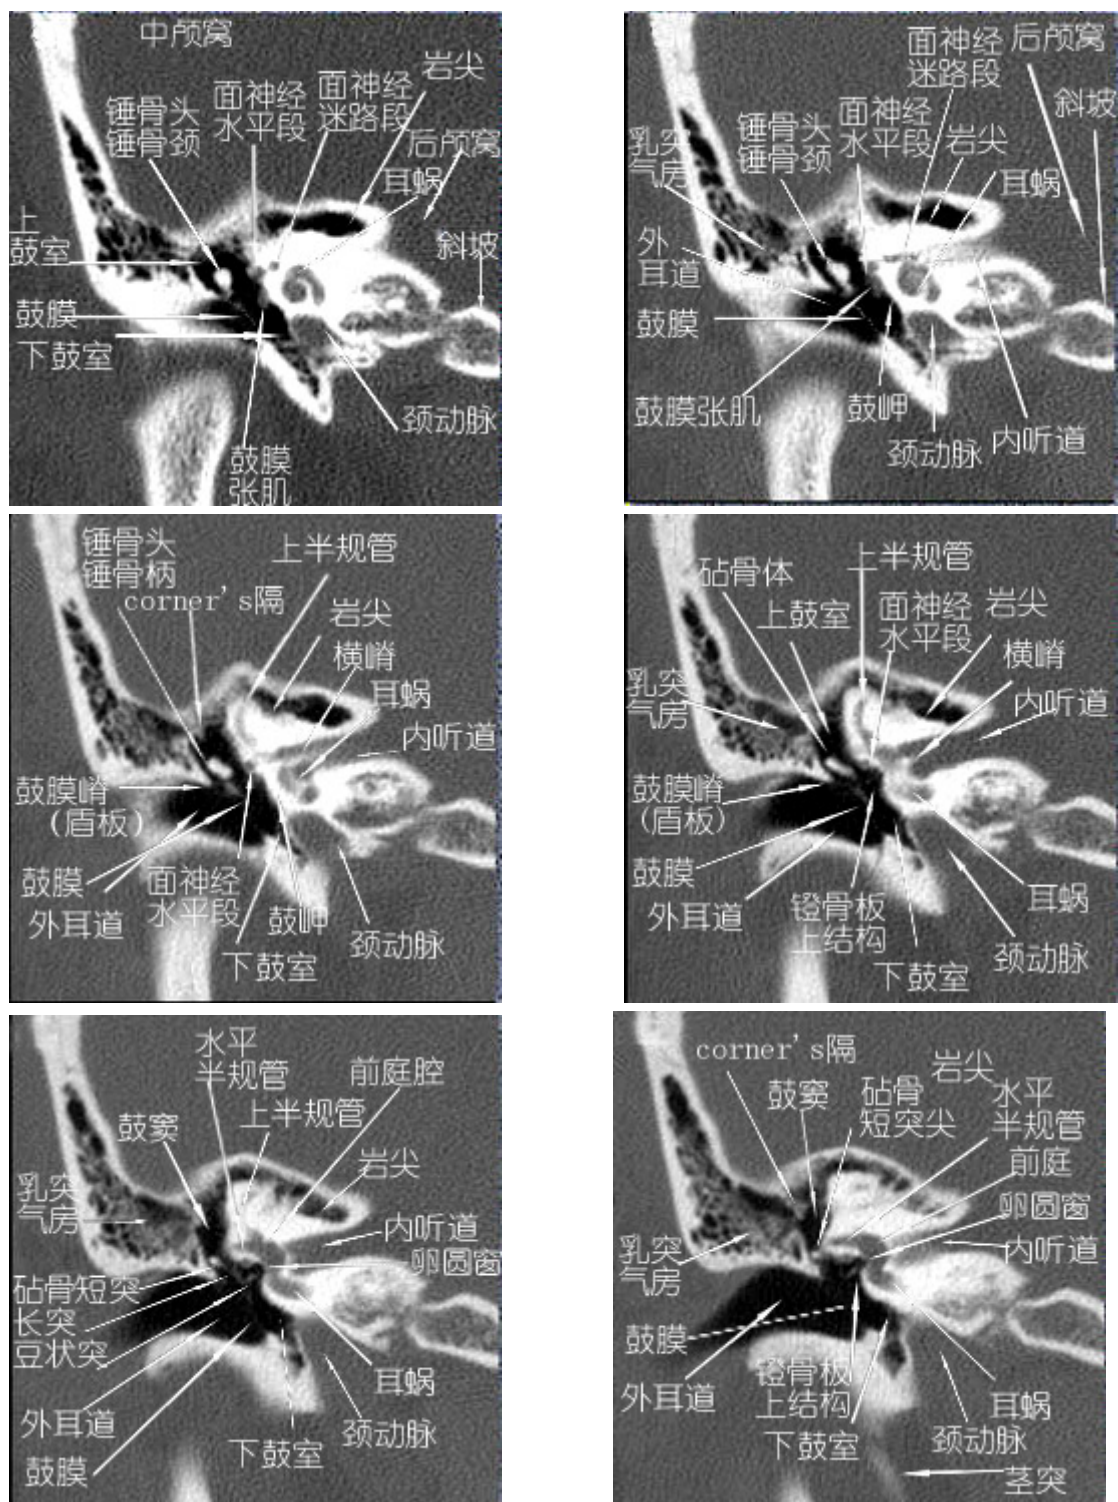 中颅窝
岩尖
面神经
水平段
面神经
迷路段
锤骨头
锤骨颈
后颅窝
耳蜗
上
鼓室
斜坡
鼓膜
下鼓室
颈动脉
鼓膜
张肌
面神经
迷路段
后颅窝
斜坡
锤骨头
锤骨颈
面神经
水平段
乳突
气房
岩尖
耳蜗
外
耳道
鼓膜
鼓膜张肌
鼓岬
颈动脉
内听道
锤骨头
锤骨柄
上半规管
corner's隔
岩尖
横嵴
耳蜗
内听道
鼓膜嵴
(盾板)
鼓膜
外耳道
面神经
水平段
鼓岬
下鼓室
颈动脉
上半规管
砧骨体
上鼓室
面神经
水平段
岩尖
横嵴
乳突
气房
内听道
鼓膜嵴
(盾板)
鼓膜
外耳道
镫骨板
上结构
耳蜗
下鼓室
颈动脉
水平
半规管
前庭腔
上半规管
鼓窦
岩尖
乳突
气房
内听道
卵圆窗
砧骨短突
长突
豆状突
耳蜗
外耳道
颈动脉
下鼓室
鼓膜
corner's隔
岩尖
鼓窦
砧骨
短突尖
水平
半规管
前庭
卵圆窗
内听道
乳突
气房
鼓膜
外耳道
镫骨板
上结构
耳蜗
下鼓室
颈动脉
茎突